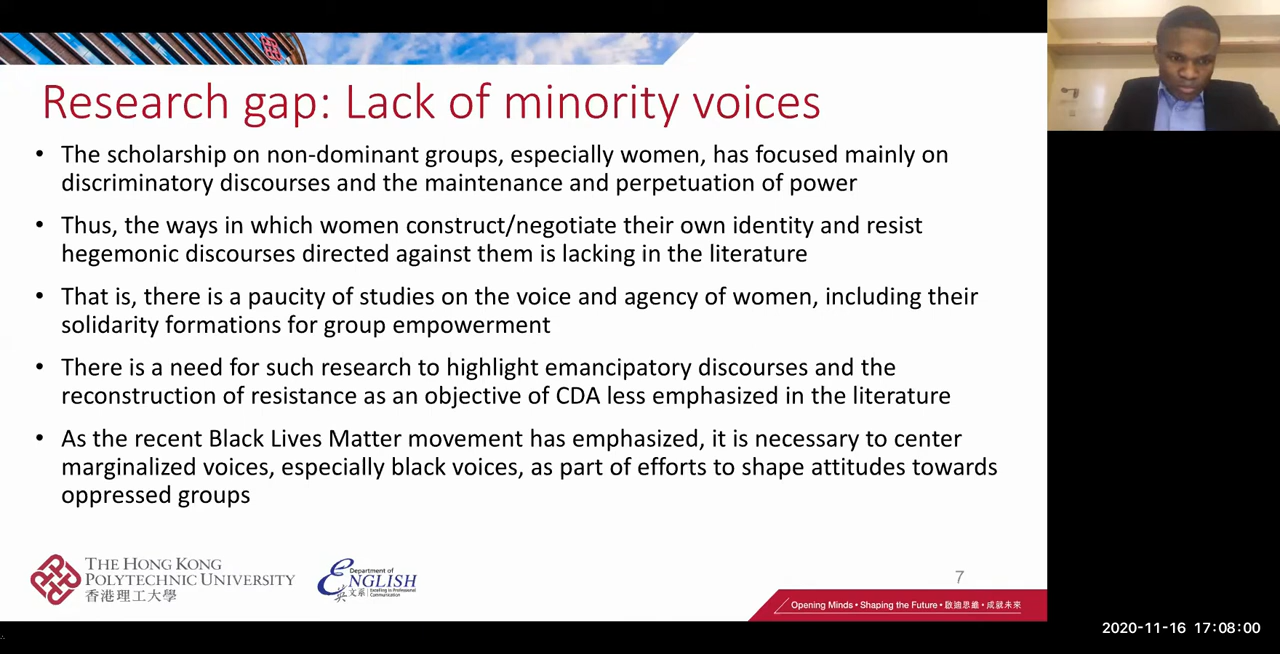 Research gap: Lack of minority voices
• The scholarship on non-dominant groups, especially women, has focused mainly on
discriminatory discourses and the maintenance and perpetuation of power
• Thus, the ways in which women construct/negotiate their own identity and resist
hegemonic discourses directed against them is lacking in the literature
• That is, there is a paucity of studies on the voice and agency of women, including their
solidarity formations for group empowerment
• There is a need for such research to highlight emancipatory discourses and the
reconstruction of resistance as an objective of CDA less emphasized in the literature
• As the recent Black Lives Matter movement has emphasized, it is necessary to center
marginalized voices, especially black voices, as part of efforts to shape attitudes towards
oppressed groups
THE HONG KONG
POLYTECHNIC UNIVERSITY
香港理工大學
Department of
ENGLISH
英文系
Excelling in Professional
Communication
7
Opening Minds • Shaping the Future • 啟迪思維 • 成就未來
2020-11-16 17:08:00